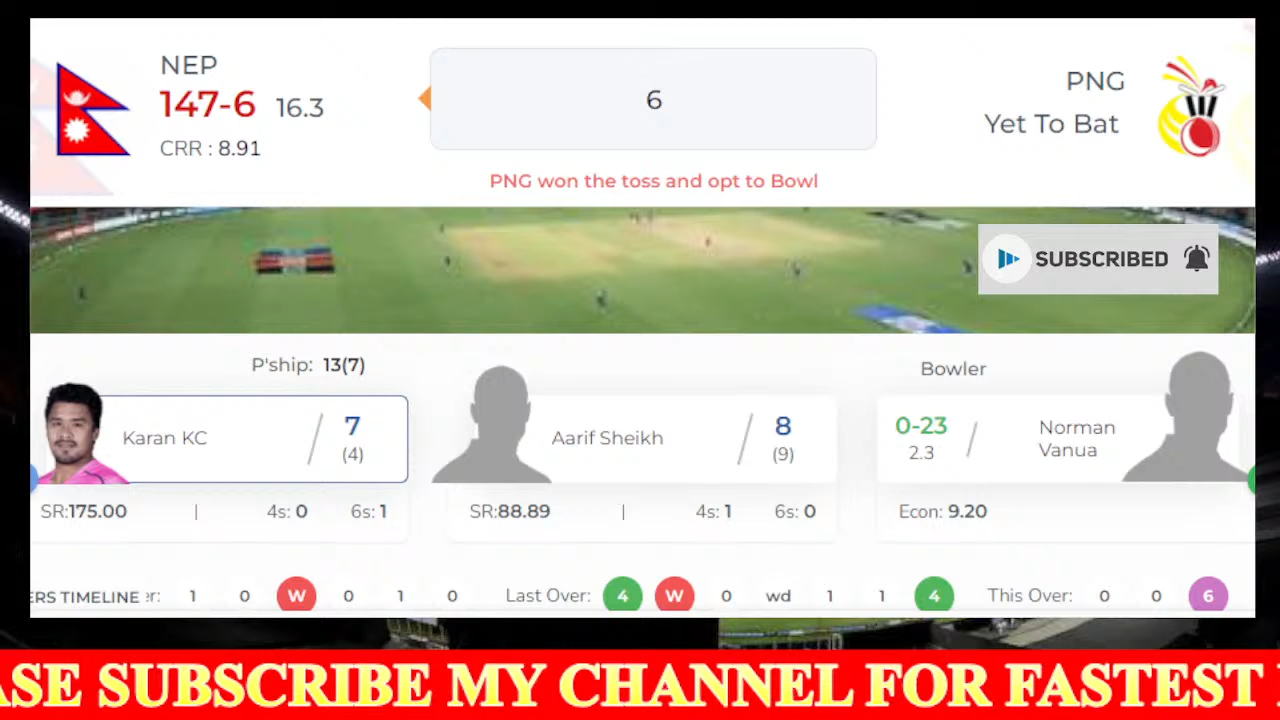 NEP
147-6 16.3
CRR : 8.91
6
PNG won the toss and opt to Bowl
PNG
Yet To Bat
SUBSCRIBED
P'ship: 13(7)
Karan KC
7
(4)
SR:175.00 | 4s: 0 6s: 1
Aarif Sheikh
8
(9)
SR:88.89 | 4s: 1 6s: 0
Bowler
0-23
2.3
Norman
Vanua
Econ: 9.20
ERS TIMELINE er: 1 0 W 0 1 0 Last Over: 4 W 0 wd 1 1 4 This Over: 0 0 6
ASE SUBSCRIBE MY CHANNEL FOR FASTEST